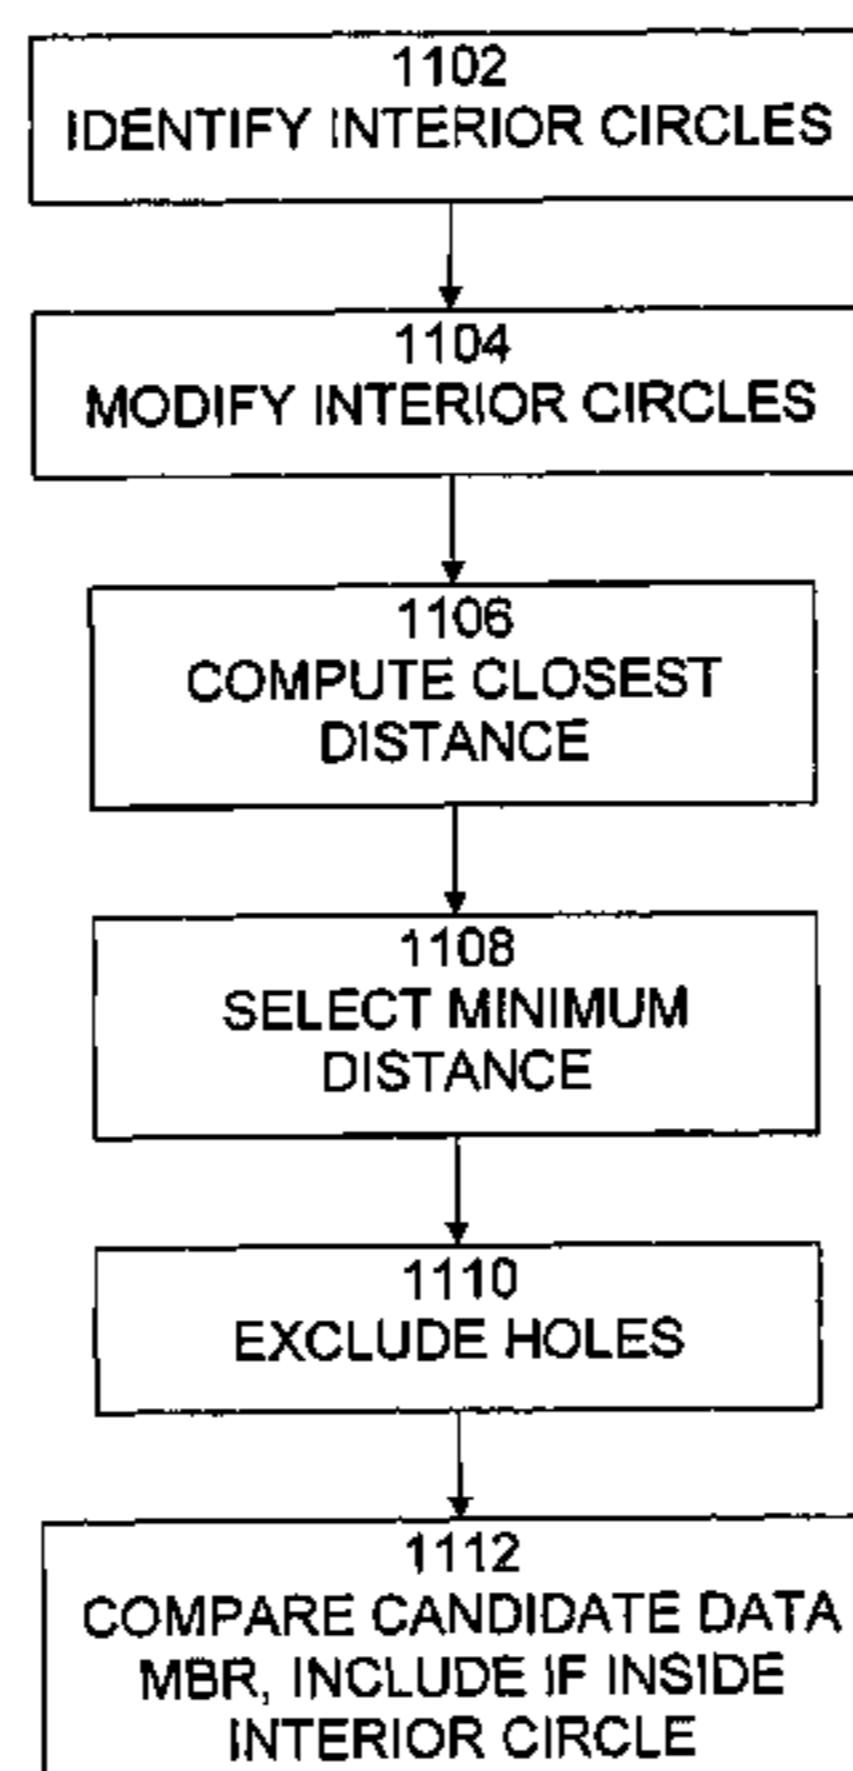 1102
IDENTIFY INTERIOR CIRCLES
1104
MODIFY INTERIOR CIRCLES
1106
COMPUTE CLOSEST
DISTANCE
1108
SELECT MINIMUM
DISTANCE
1110
EXCLUDE HOLES
1112
COMPARE CANDIDATE DATA
MBR, INCLUDE IF INSIDE
INTERIOR CIRCLE